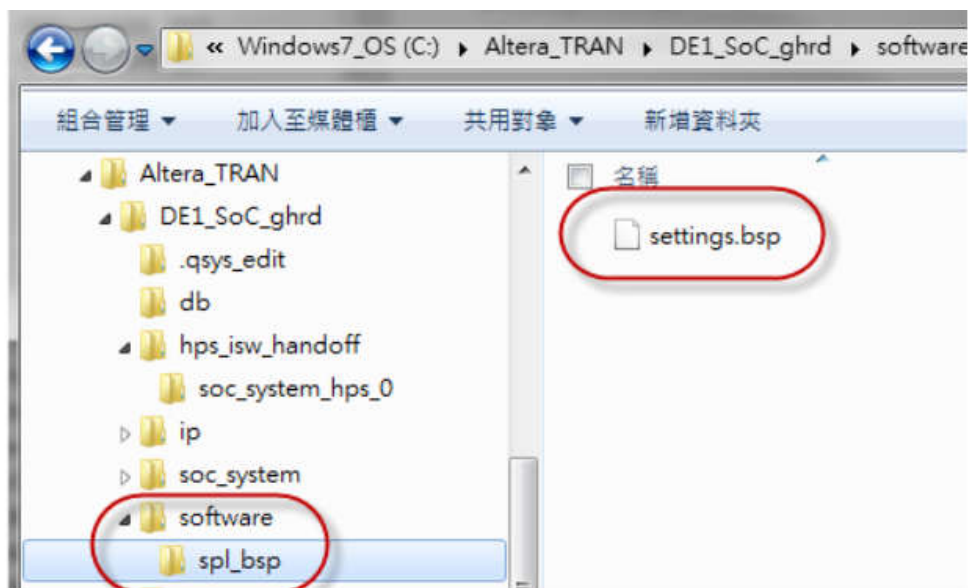 « Windows7_OS (C:) ▸ Altera_TRAN ▸ DE1_SoC_ghrd ▸ software
組合管理 ▼ 加入至媒體櫃 ▼ 共用對象 ▼ 新增資料夾
Altera_TRAN
DE1_SoC_ghrd
.qsys_edit
db
hps_isw_handoff
soc_system_hps_0
ip
soc_system
software
spl_bsp
名稱
settings.bsp